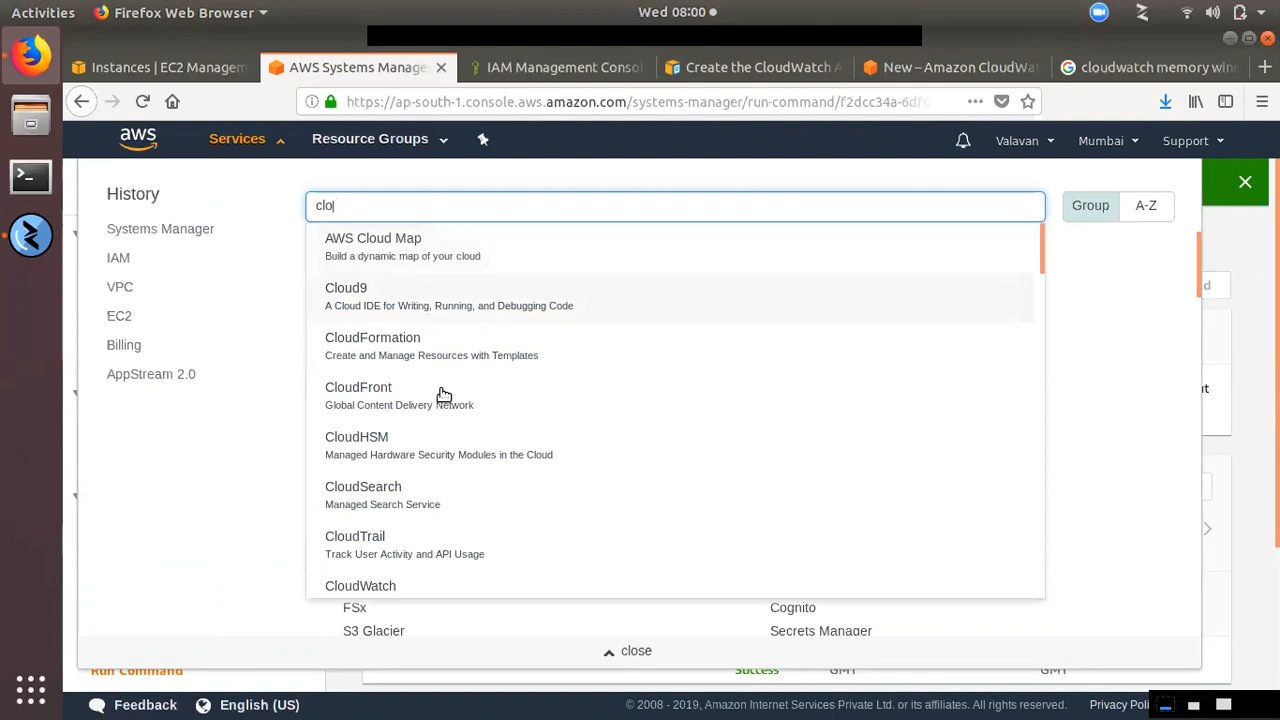 Activities Firefox Web Browser Wed 08:00
Instances | EC2 Managem AWS Systems Manage IAM Management Conso Create the CloudWatch A New – Amazon CloudWat cloudwatch memory wind
https://ap-south-1.console.aws.amazon.com/systems-manager/run-command/f2dcc34a-6df6
aws Services Resource Groups Valavan Mumbai Support
History
Systems Manager
IAM
VPC
EC2
Billing
AppStream 2.0
clo
Group A-Z
AWS Cloud Map
Build a dynamic map of your cloud
Cloud9
A Cloud IDE for Writing, Running, and Debugging Code
CloudFormation
Create and Manage Resources with Templates
CloudFront
Global Content Delivery Network
CloudHSM
Managed Hardware Security Modules in the Cloud
CloudSearch
Managed Search Service
CloudTrail
Track User Activity and API Usage
CloudWatch
FSx Cognito
S3 Glacier Secrets Manager
close
Run Command Success GMT GMT
Feedback English (US) © 2008 - 2019, Amazon Internet Services Private Ltd. or its affiliates. All rights reserved. Privacy Poli